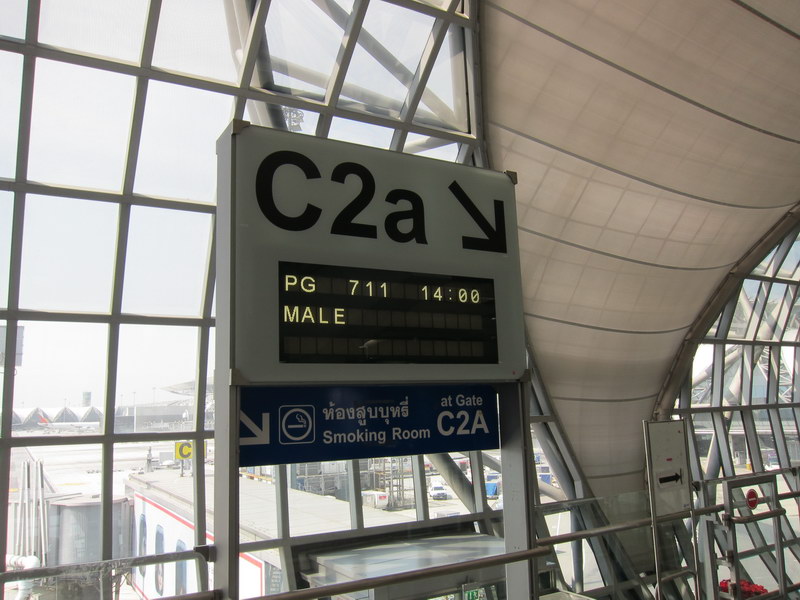 C2a
PG 711 14:00
MALE
ห้องสูบบุหรี่
Smoking Room
at Gate
C2A
C